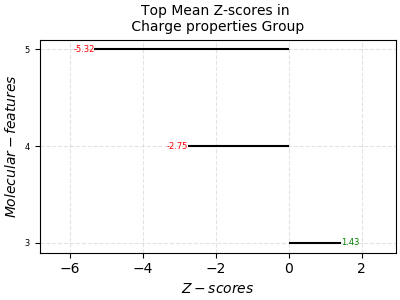 Top Mean Z-scores in
Charge properties Group
Molecular − features
5
4
3
-5.32
-2.75
1.43
−6
−4
−2
0
2
Z − scores